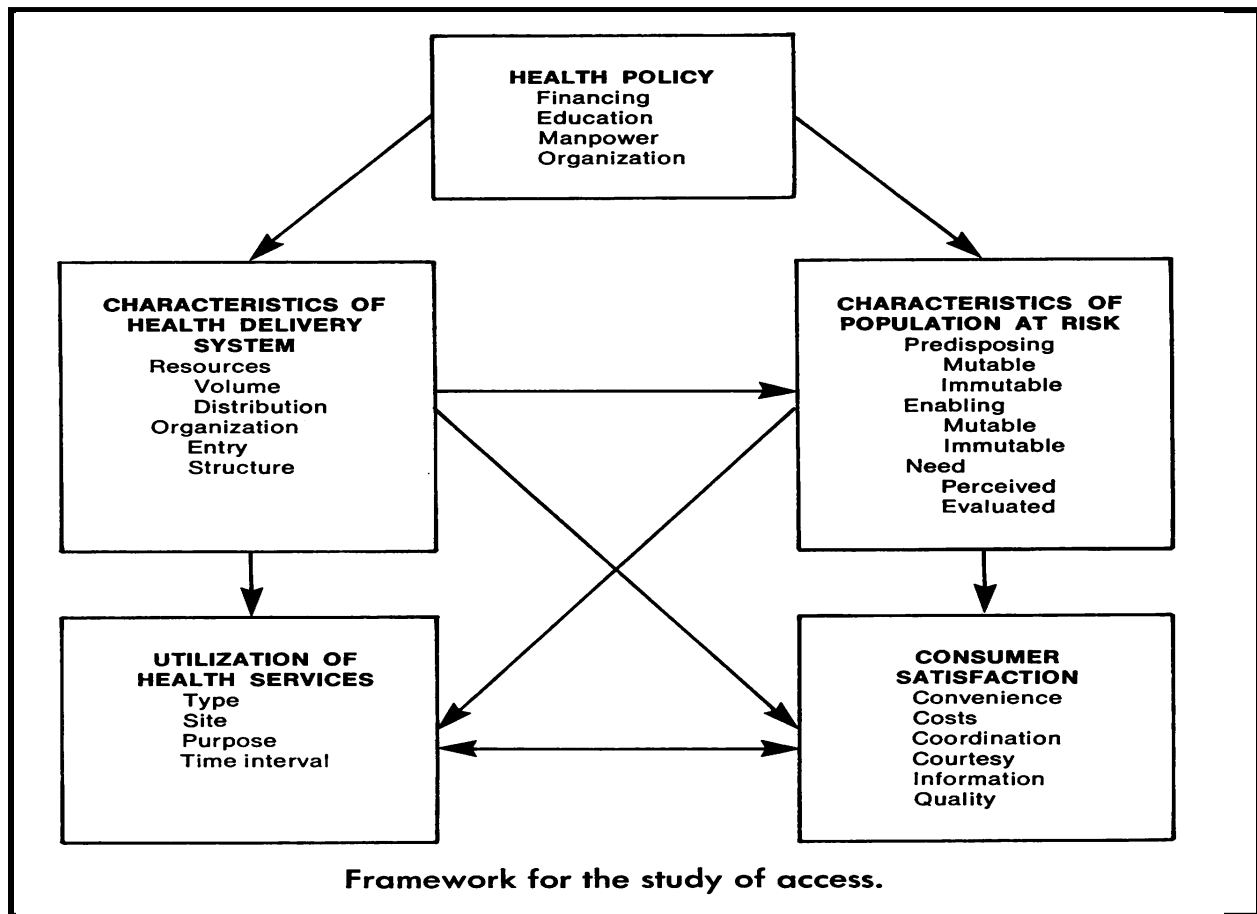 HEALTH POLICY
Financing
Education
Manpower
Organization
CHARACTERISTICS OF
HEALTH DELIVERY
SYSTEM
Resources
Volume
Distribution
Organization
Entry
Structure
CHARACTERISTICS OF
POPULATION AT RISK
Predisposing
Mutable
Immutable
Enabling
Mutable
Immutable
Need
Perceived
Evaluated
UTILIZATION OF
HEALTH SERVICES
Type
Site
Purpose
Time interval
CONSUMER
SATISFACTION
Convenience
Costs
Coordination
Courtesy
Information
Quality
Framework for the study of access.